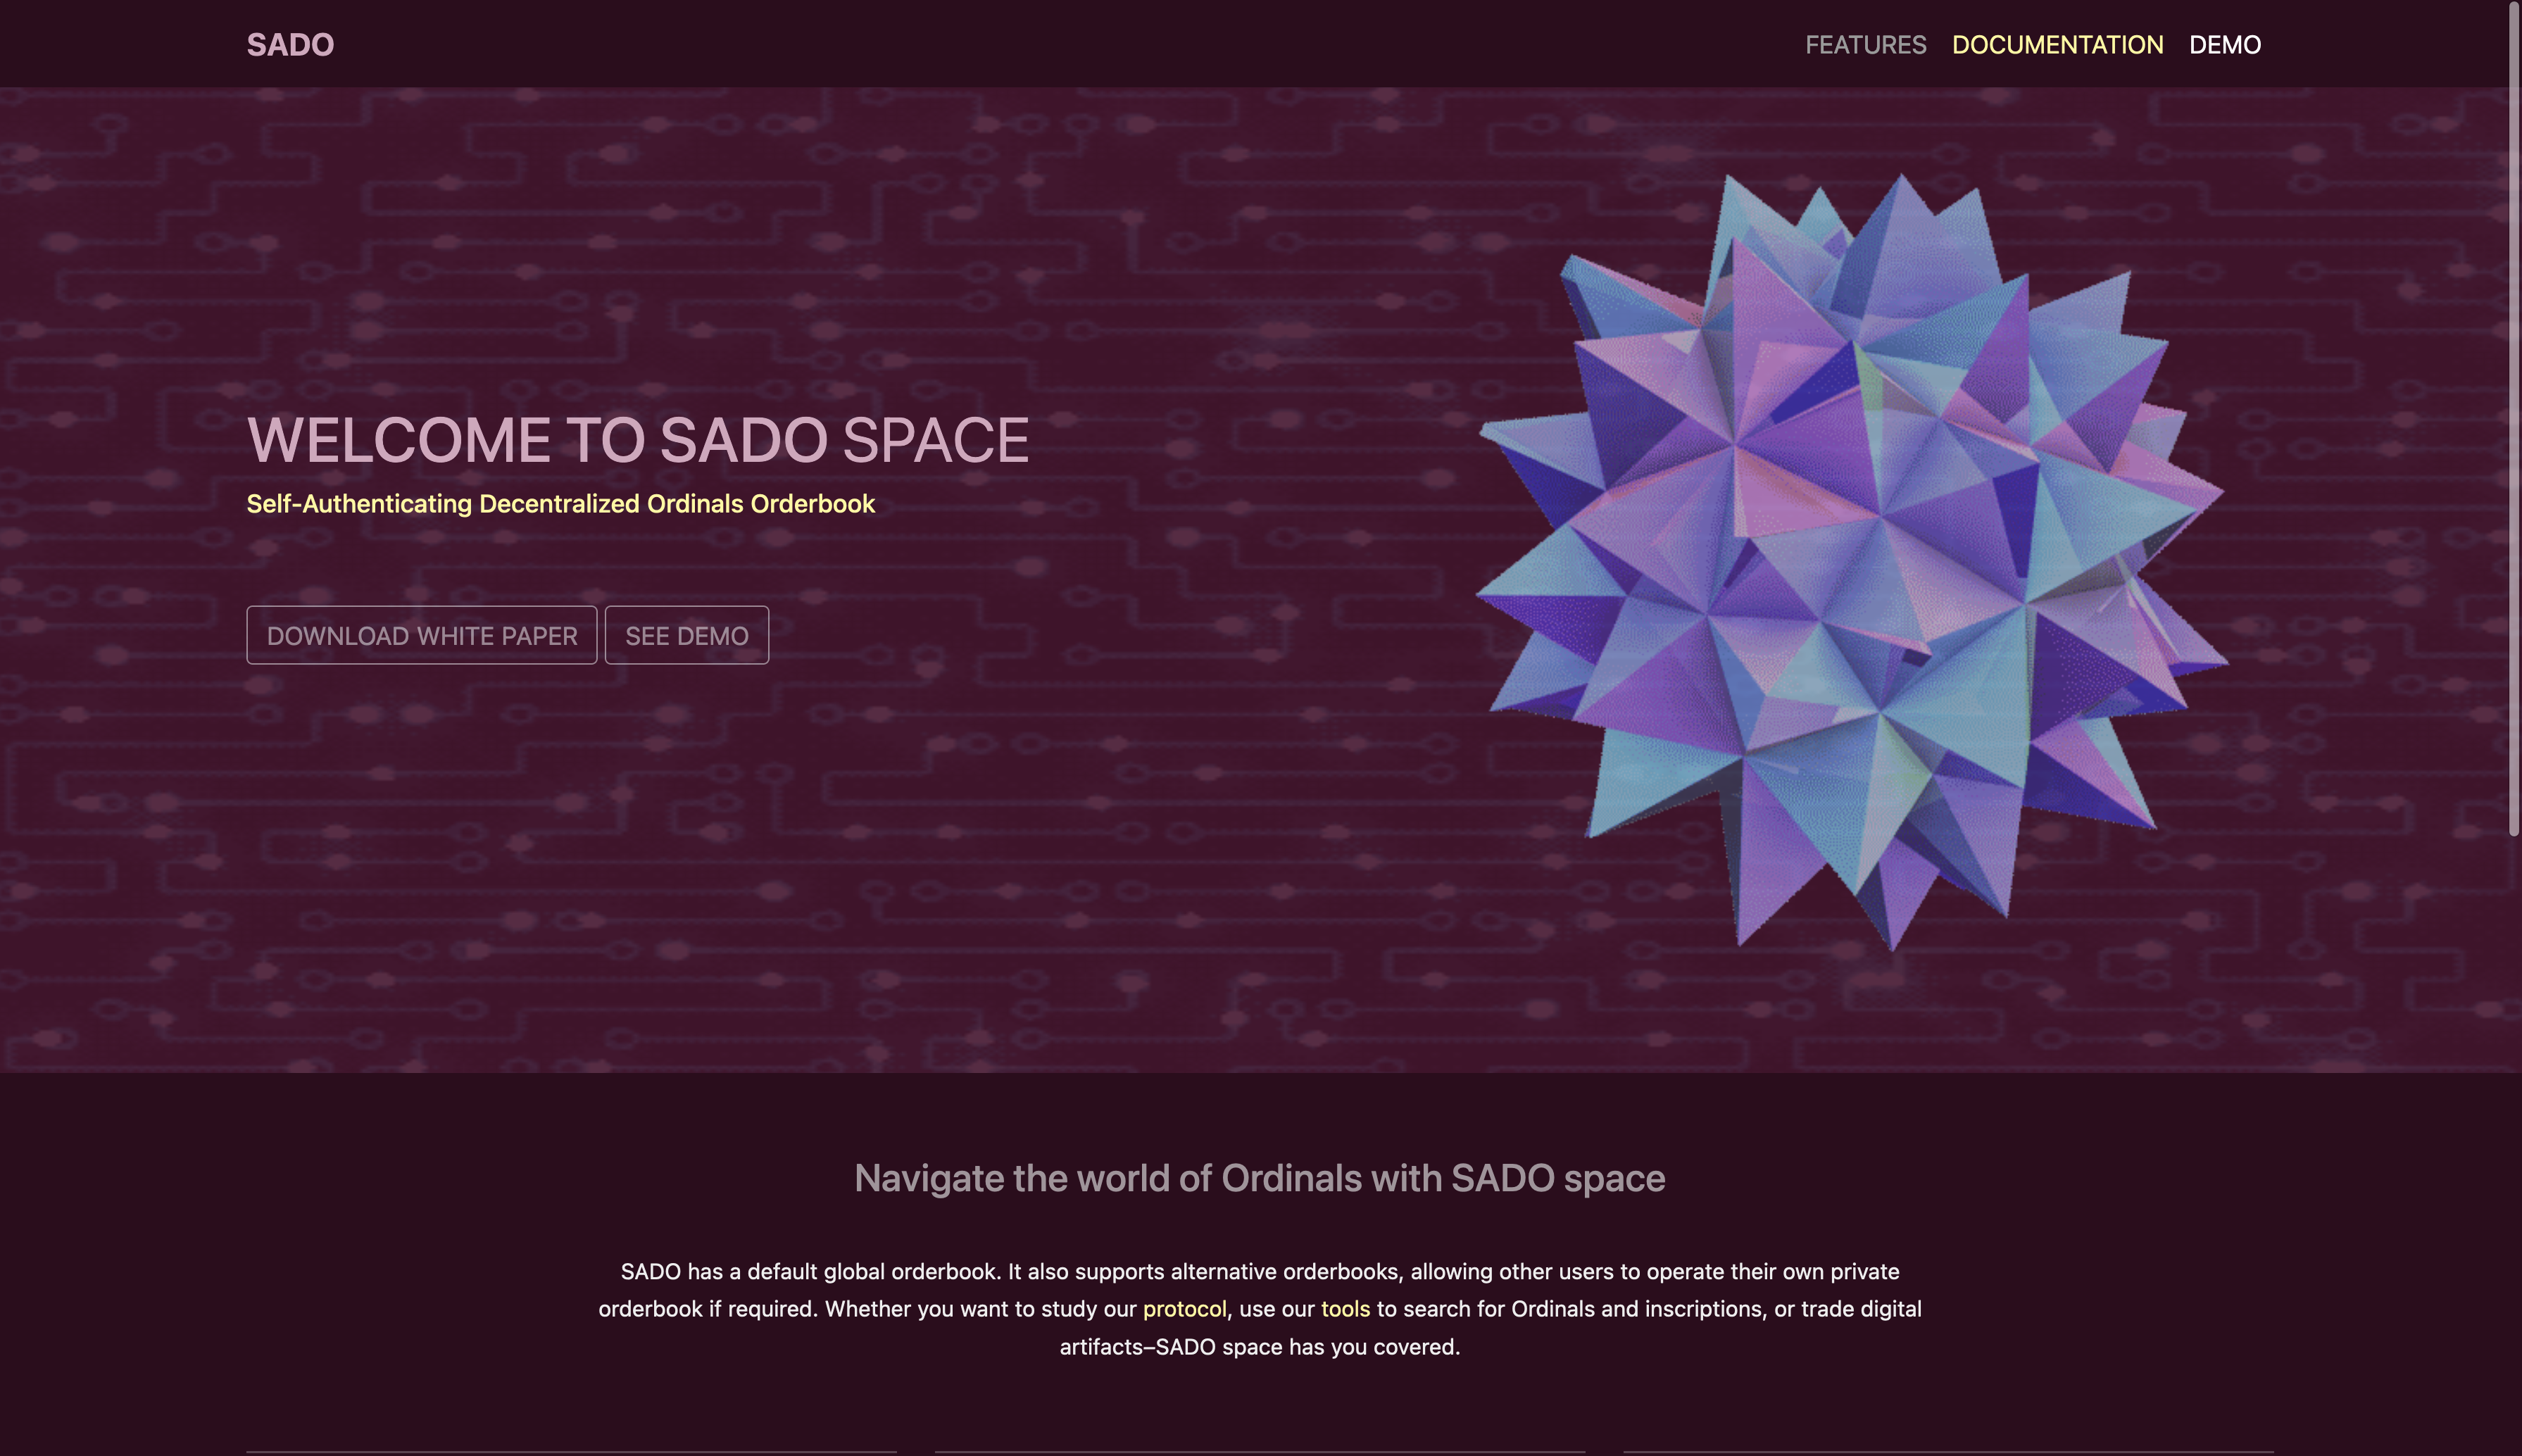 SADO
FEATURES DOCUMENTATION DEMO
WELCOME TO SADO SPACE
Self-Authenticating Decentralized Ordinals Orderbook
DOWNLOAD WHITE PAPER SEE DEMO
Navigate the world of Ordinals with SADO space
SADO has a default global orderbook. It also supports alternative orderbooks, allowing other users to operate their own private
orderbook if required. Whether you want to study our protocol, use our tools to search for Ordinals and inscriptions, or trade digital
artifacts–SADO space has you covered.